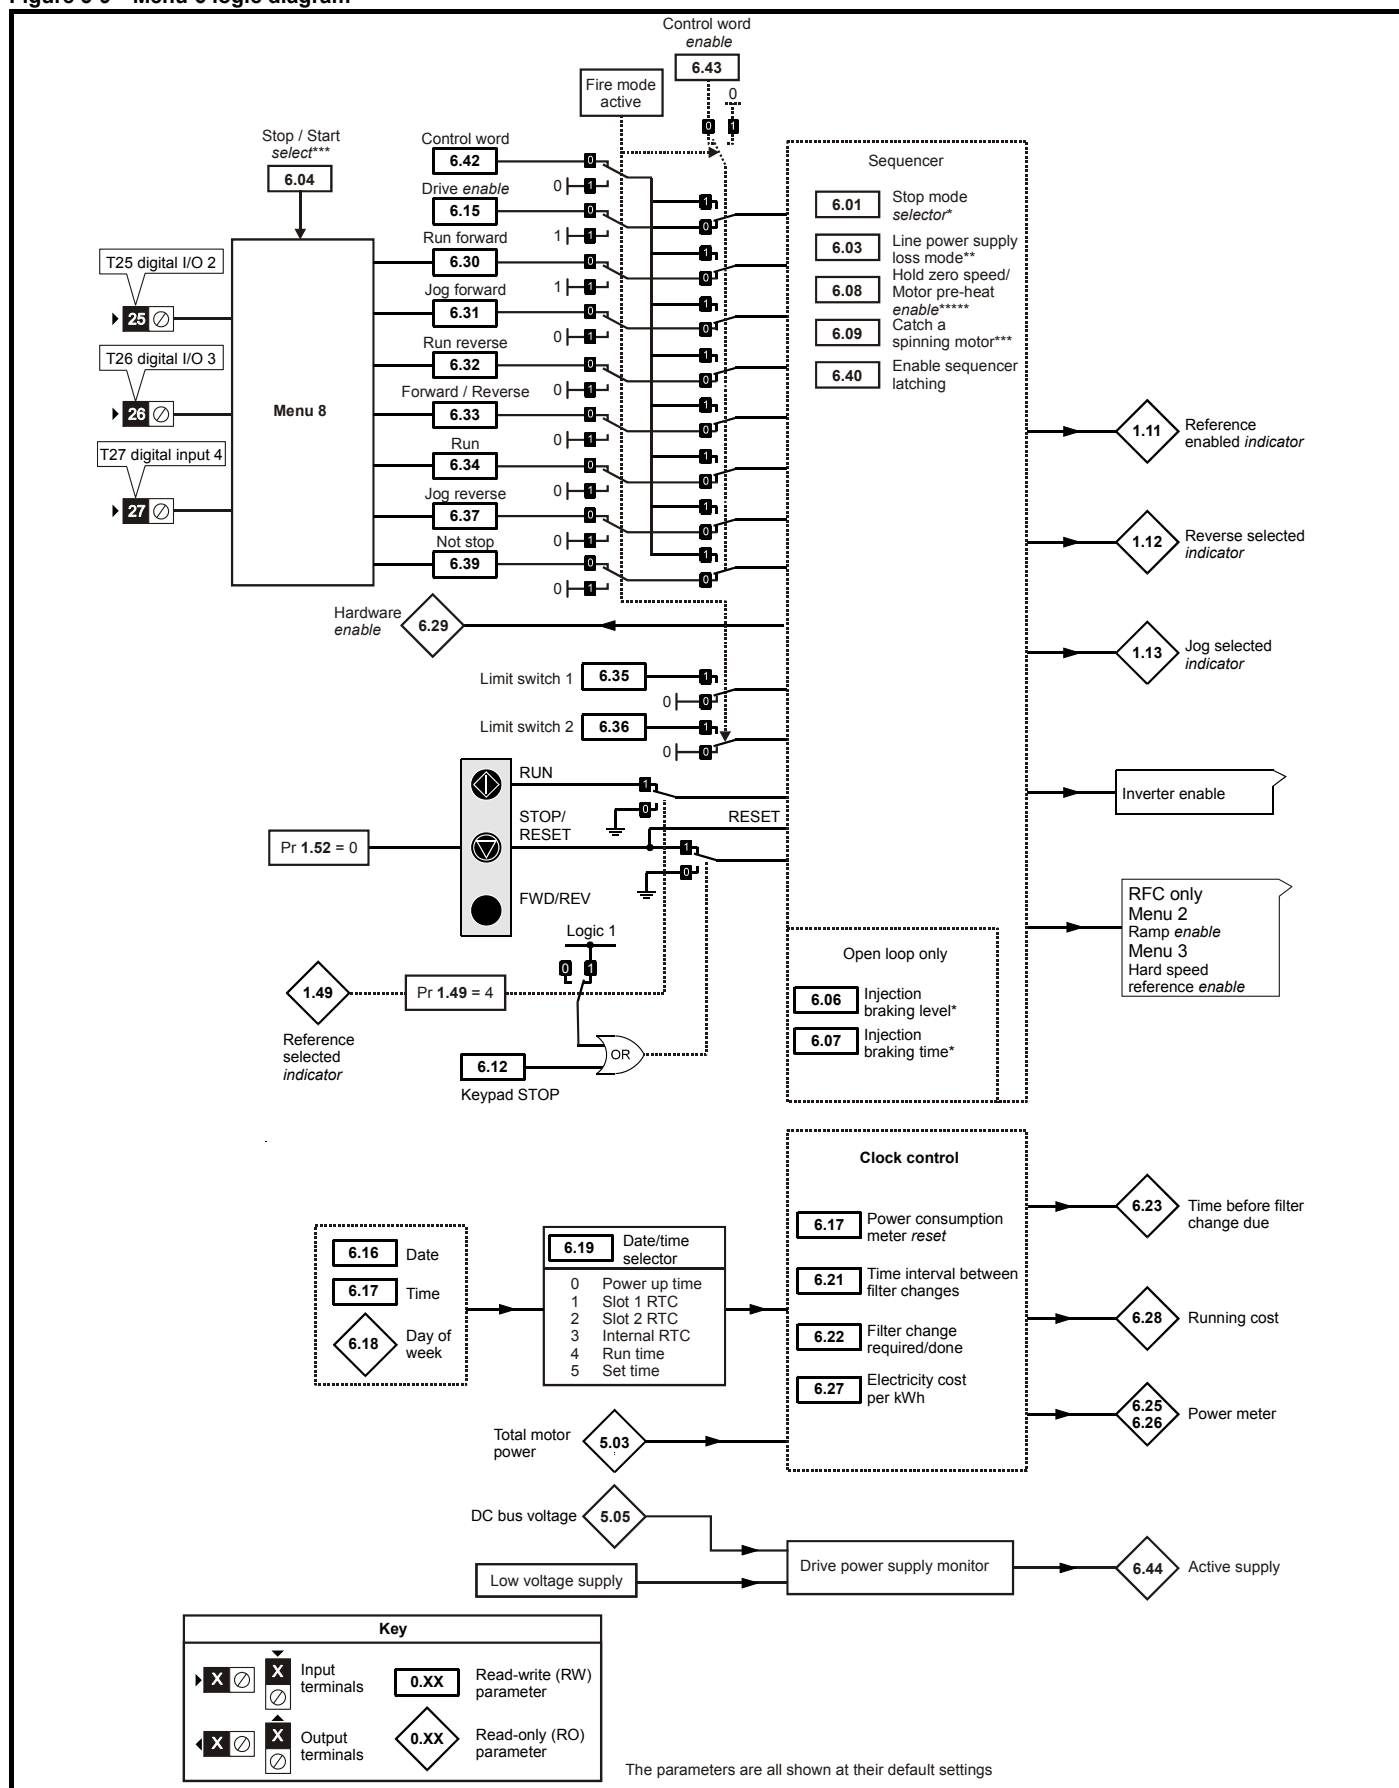 Figure 8-9 Menu 6 logic diagram
Control word
enable
6.43
0
0 1
Fire mode
active
Stop / Start
select***
6.04
Control word
6.42
0
0 1
Drive enable
6.15
0
1 1
Run forward
6.30
0
1 1
Jog forward
6.31
0
0 1
Run reverse
6.32
0
0 1
Forward / Reverse
6.33
0
0 1
Run
6.34
0
0 1
Jog reverse
6.37
0
0 1
Not stop
6.39
0
0 1
1
0
1
0
1
0
1
0
1
0
1
0
1
0
1
0
T25 digital I/O 2
25
T26 digital I/O 3
26
T27 digital input 4
27
Menu 8
Sequencer
6.01 Stop mode
selector*
6.03 Line power supply
loss mode**
6.08 Hold zero speed/
Motor pre-heat
enable*****
6.09 Catch a
spinning motor***
6.40 Enable sequencer
latching
1.11 Reference
enabled indicator
1.12 Reverse selected
indicator
1.13 Jog selected
indicator
Inverter enable
RFC only
Menu 2
Ramp enable
Menu 3
Hard speed
reference enable
Hardware
enable
6.29
Limit switch 1 6.35 1
0 0
Limit switch 2 6.36 1
0 0
RUN
1
0
STOP/
RESET
RESET
1
0
FWD/REV
Pr 1.52 = 0
Logic 1
0 1
1.49
Pr 1.49 = 4
Reference
selected
indicator
OR
6.12
Keypad STOP
Open loop only
6.06 Injection
braking level*
6.07 Injection
braking time*
Clock control
6.17 Power consumption
meter reset
6.21 Time interval between
filter changes
6.22 Filter change
required/done
6.27 Electricity cost
per kWh
6.16 Date
6.17 Time
6.18 Day of
week
6.19 Date/time
selector
0 Power up time
1 Slot 1 RTC
2 Slot 2 RTC
3 Internal RTC
4 Run time
5 Set time
6.23 Time before filter
change due
6.28 Running cost
6.25
6.26 Power meter
Total motor
power
5.03
DC bus voltage 5.05
Low voltage supply
Drive power supply monitor
6.44 Active supply
Key
X X Input
terminals
0.XX Read-write (RW)
parameter
X X Output
terminals
0.XX Read-only (RO)
parameter
The parameters are all shown at their default settings